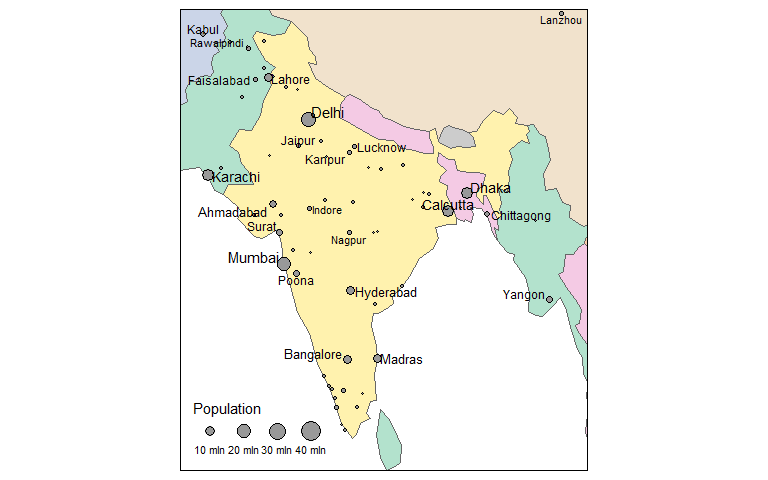 Lanzhou
Kabul
Rawalpindi
Faisalabad
Lahore
Delhi
Jaipur
Lucknow
Kanpur
Karachi
Dhaka
Ahmadabad
Indore
Calcutta
Chittagong
Surat
Nagpur
Mumbai
Poona
Hyderabad
Yangon
Bangalore
Madras
Population
10 mln 20 mln 30 mln 40 mln